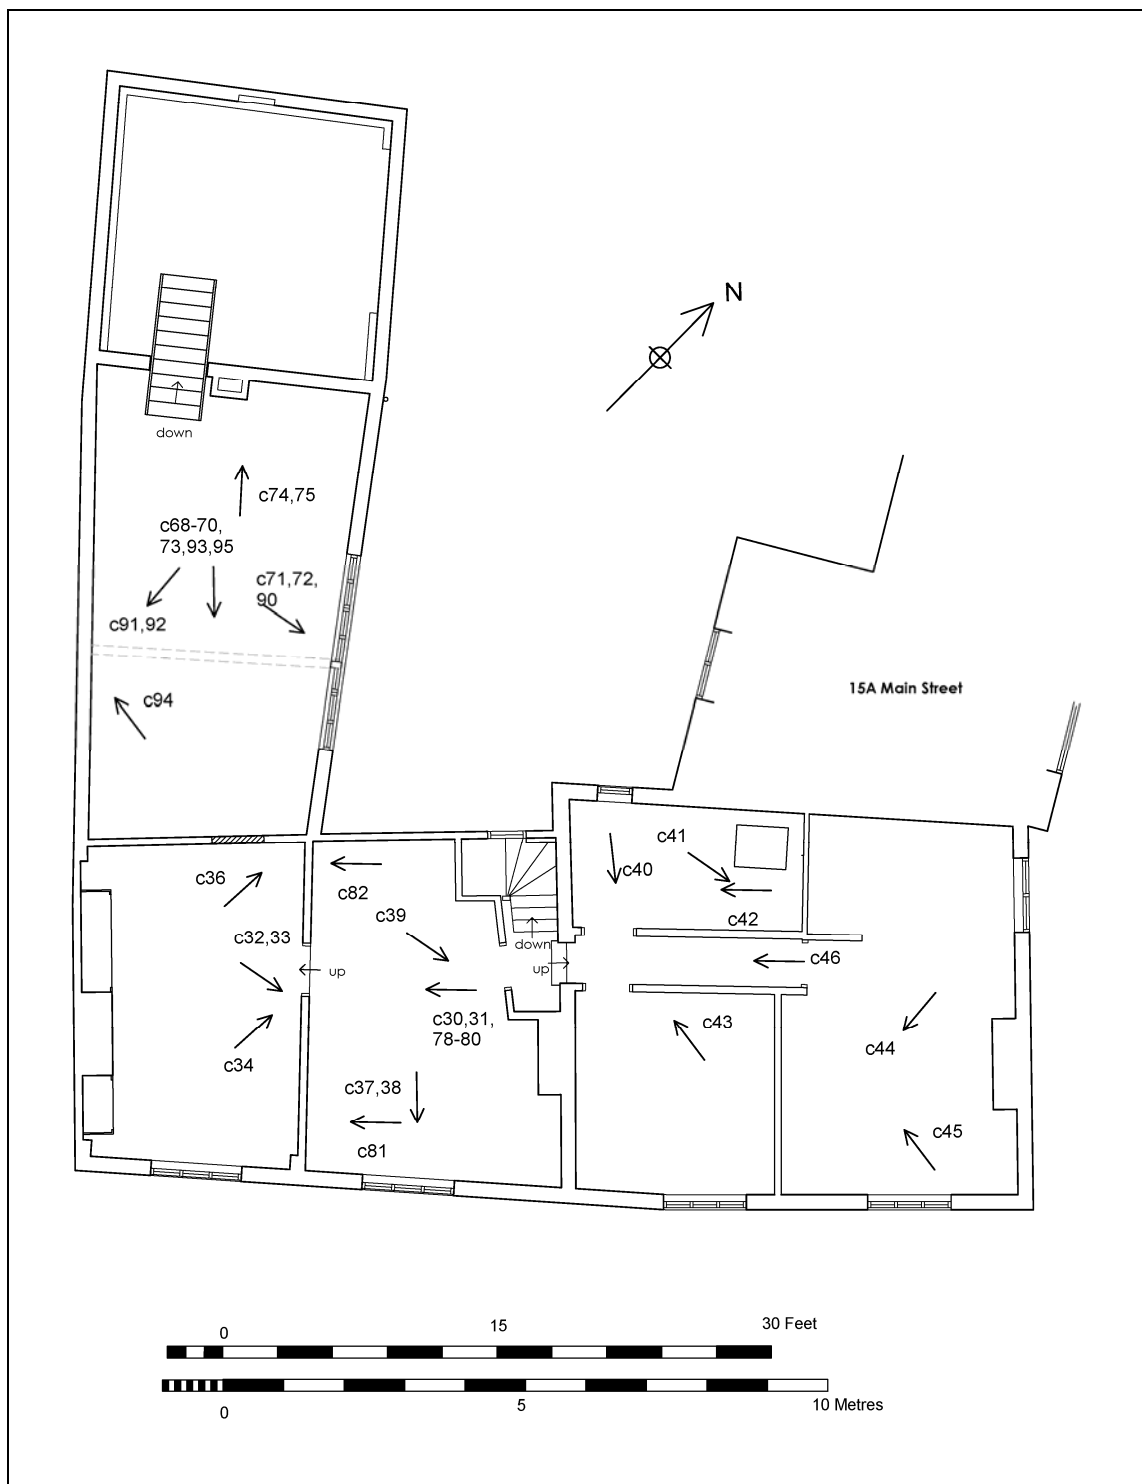 N
down
c74,75
c68-70,
73,93,95
c71,72,
90
c91,92
c94
15A Main Street
c36
c82
c39
c32,33
up
down
up
c30,31,
78-80
c34
c37,38
c81
c41
c40
c42
c46
c43
c44
c45
0
15
30 Feet
0
5
10 Metres